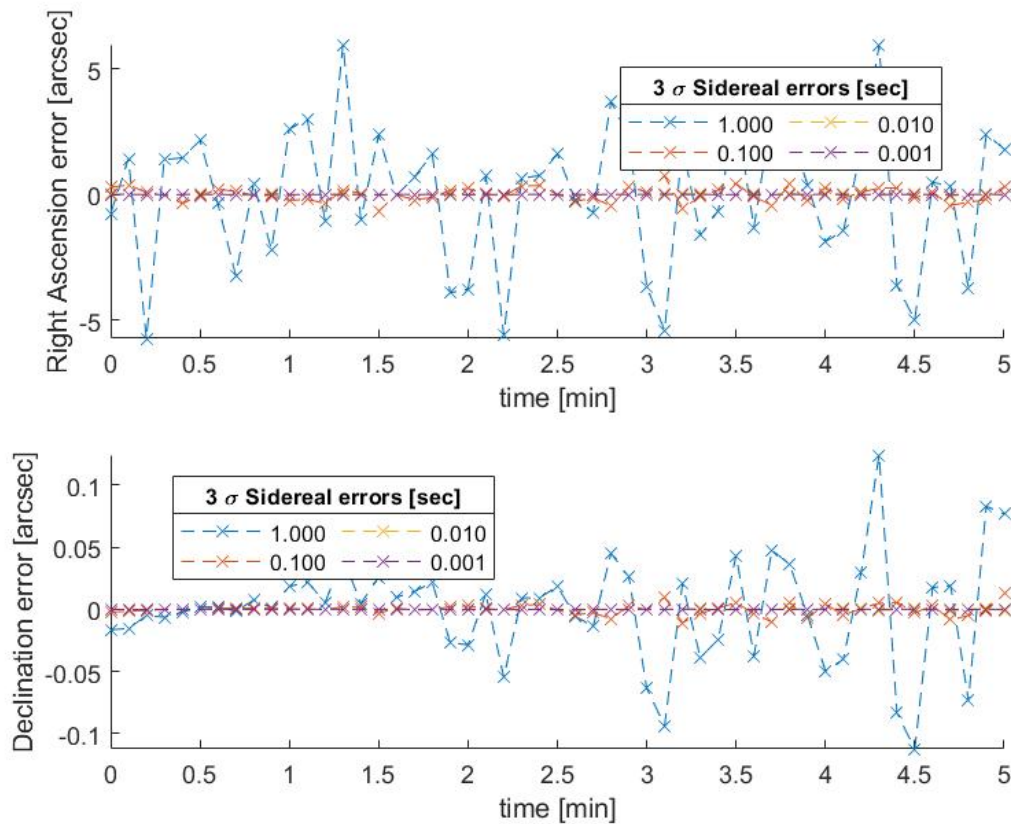 Right Ascension error [arcsec]
5
0
-5
3 σ Sidereal errors [sec]
1.000 0.010
0.100 0.001
0 0.5 1 1.5 2 2.5 3 3.5 4 4.5 5
time [min]
Declination error [arcsec]
0.1
0.05
0
-0.05
-0.1
3 σ Sidereal errors [sec]
1.000 0.010
0.100 0.001
0 0.5 1 1.5 2 2.5 3 3.5 4 4.5 5
time [min]